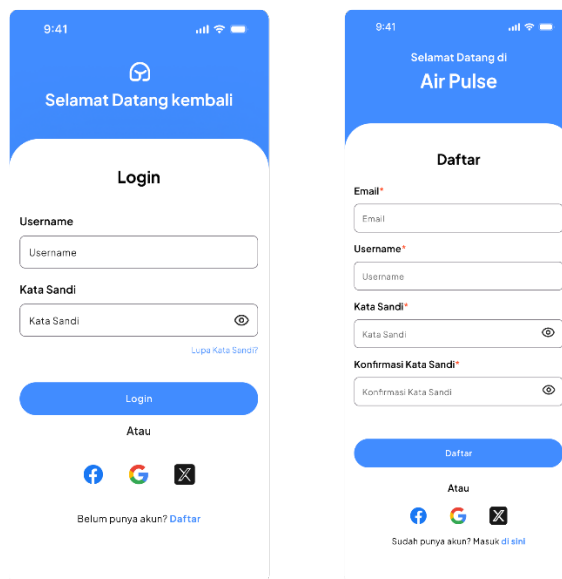 9:41
Selamat Datang kembali
Login
Username
Username
Kata Sandi
Kata Sandi
Lupa Kata Sandi?
Login
Atau
Belum punya akun? Daftar
9:41
Selamat Datang di
Air Pulse
Daftar
Email*
Email
Username*
Username
Kata Sandi*
Kata Sandi
Konfirmasi Kata Sandi*
Konfirmasi Kata Sandi
Daftar
Atau
Sudah punya akun? Masuk di sini